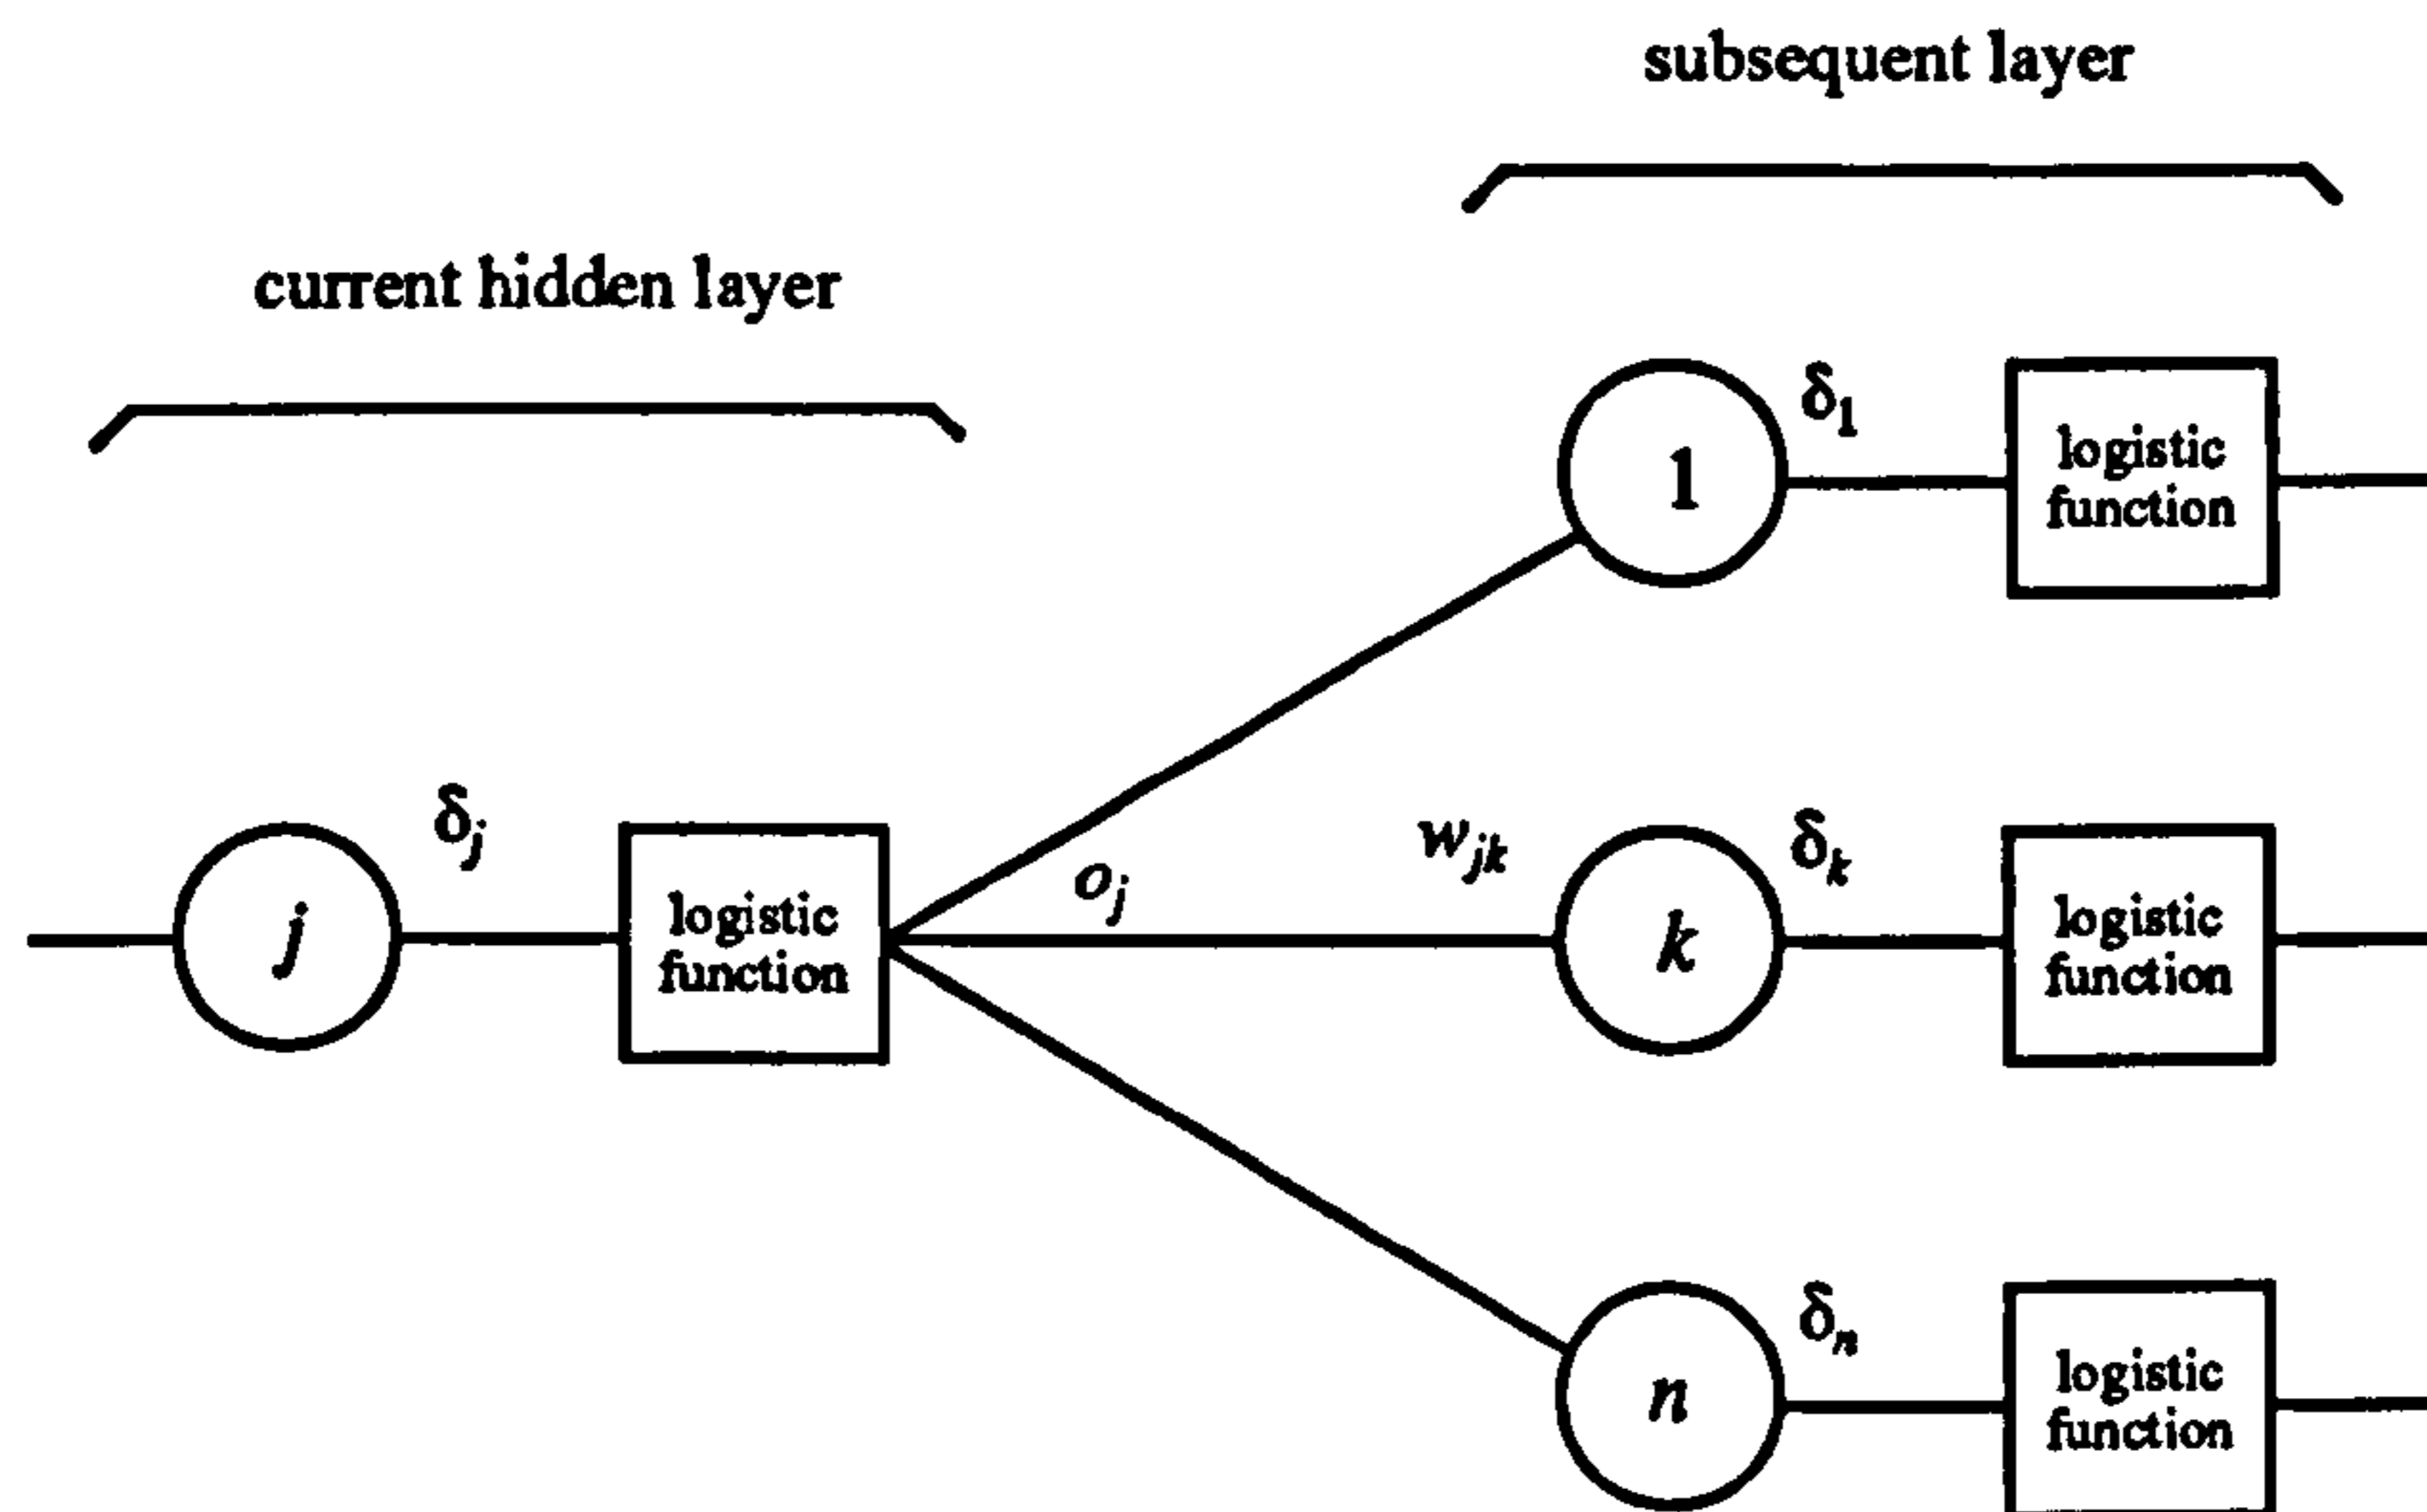 subsequent layer
current hidden layer
δ1
1
logistic
function
δj
j
logistic
function
oj
wjk
δk
k
logistic
function
δn
n
logistic
function